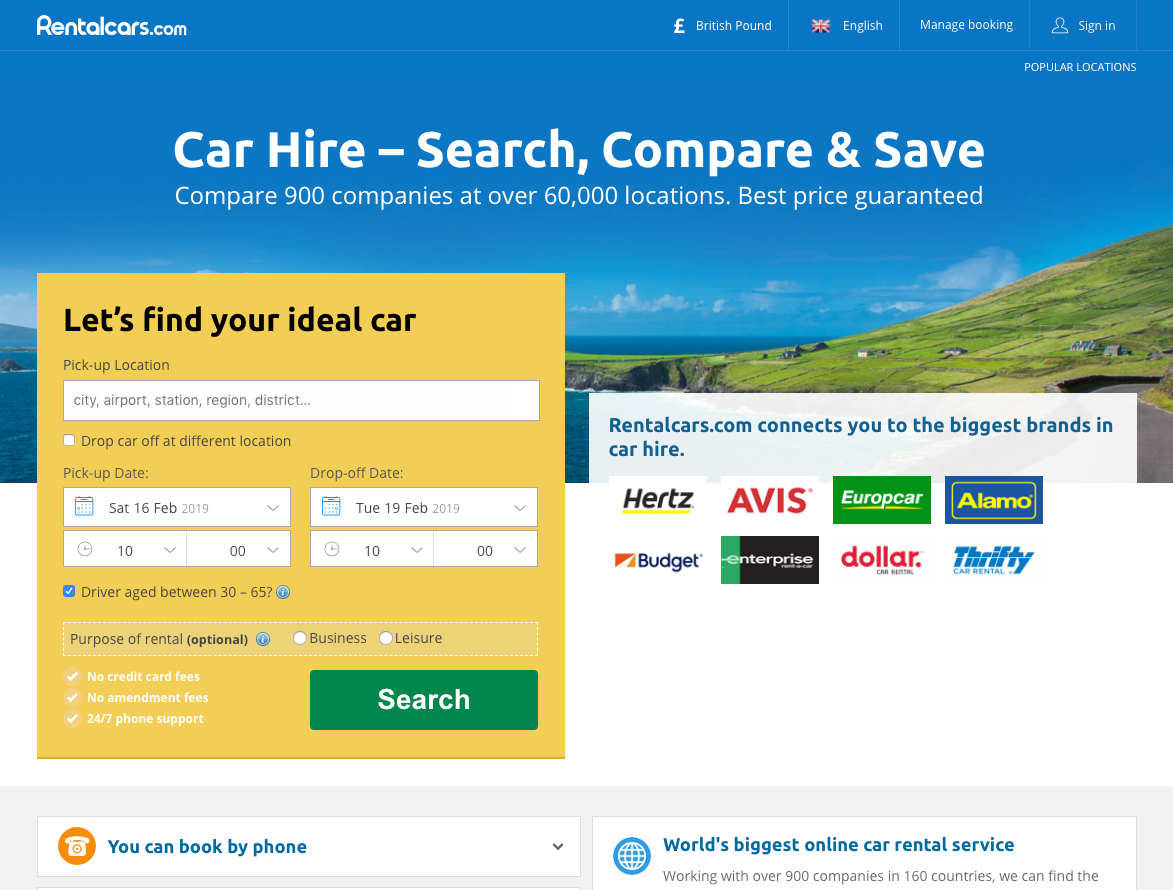 Rentalcars.com
£ British Pound
English
Manage booking
Sign in
POPULAR LOCATIONS
Car Hire – Search, Compare & Save
Compare 900 companies at over 60,000 locations. Best price guaranteed
Let’s find your ideal car
Pick-up Location
city, airport, station, region, district...
Drop car off at different location
Pick-up Date:
Drop-off Date:
Sat 16 Feb 2019
Tue 19 Feb 2019
10
00
10
00
Driver aged between 30 – 65?
Purpose of rental (optional)
Business
Leisure
No credit card fees
No amendment fees
24/7 phone support
Search
Rentalcars.com connects you to the biggest brands in
car hire.
Hertz
AVIS
Europcar
Alamo
Budget
enterprise
rent-a-car
dollar.
CAR RENTAL
Thrifty
CAR RENTAL
You can book by phone
World's biggest online car rental service
Working with over 900 companies in 160 countries, we can find the